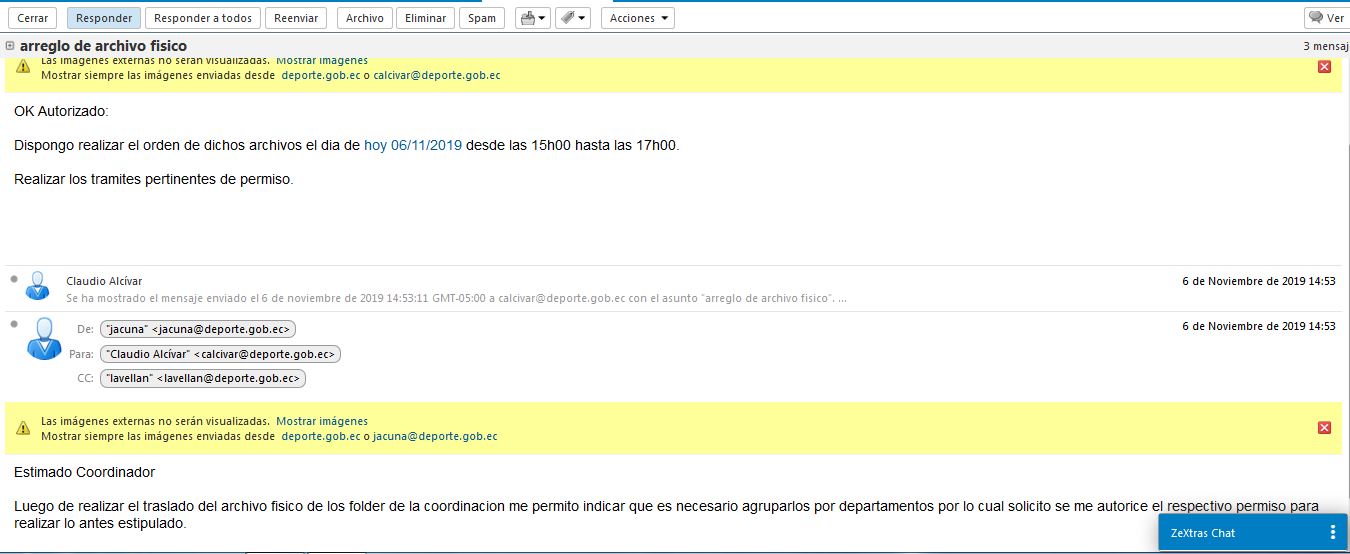 Cerrar Responder Responder a todos Reenviar Archivo Eliminar Spam Acciones Ver
arreglo de archivo fisico 3 mensaj
Las imágenes externas no serán visualizadas. Mostrar imágenes
Mostrar siempre las imágenes enviadas desde deporte.gob.ec o calcivar@deporte.gob.ec
OK Autorizado:
Dispongo realizar el orden de dichos archivos el dia de hoy 06/11/2019 desde las 15h00 hasta las 17h00.
Realizar los tramites pertinentes de permiso.
Claudio Alcívar 6 de Noviembre de 2019 14:53
Se ha mostrado el mensaje enviado el 6 de noviembre de 2019 14:53:11 GMT-05:00 a calcivar@deporte.gob.ec con el asunto "arreglo de archivo fisico". ...
De: "jacuna" <jacuna@deporte.gob.ec> 6 de Noviembre de 2019 14:53
Para: "Claudio Alcívar" <calcivar@deporte.gob.ec>
CC: "lavellan" <lavellan@deporte.gob.ec>
Las imágenes externas no serán visualizadas. Mostrar imágenes
Mostrar siempre las imágenes enviadas desde deporte.gob.ec o jacuna@deporte.gob.ec
Estimado Coordinador
Luego de realizar el traslado del archivo fisico de los folder de la coordinacion me permito indicar que es necesario agruparlos por departamentos por lo cual solicito se me autorice el respectivo permiso para
realizar lo antes estipulado.
ZeXtras Chat